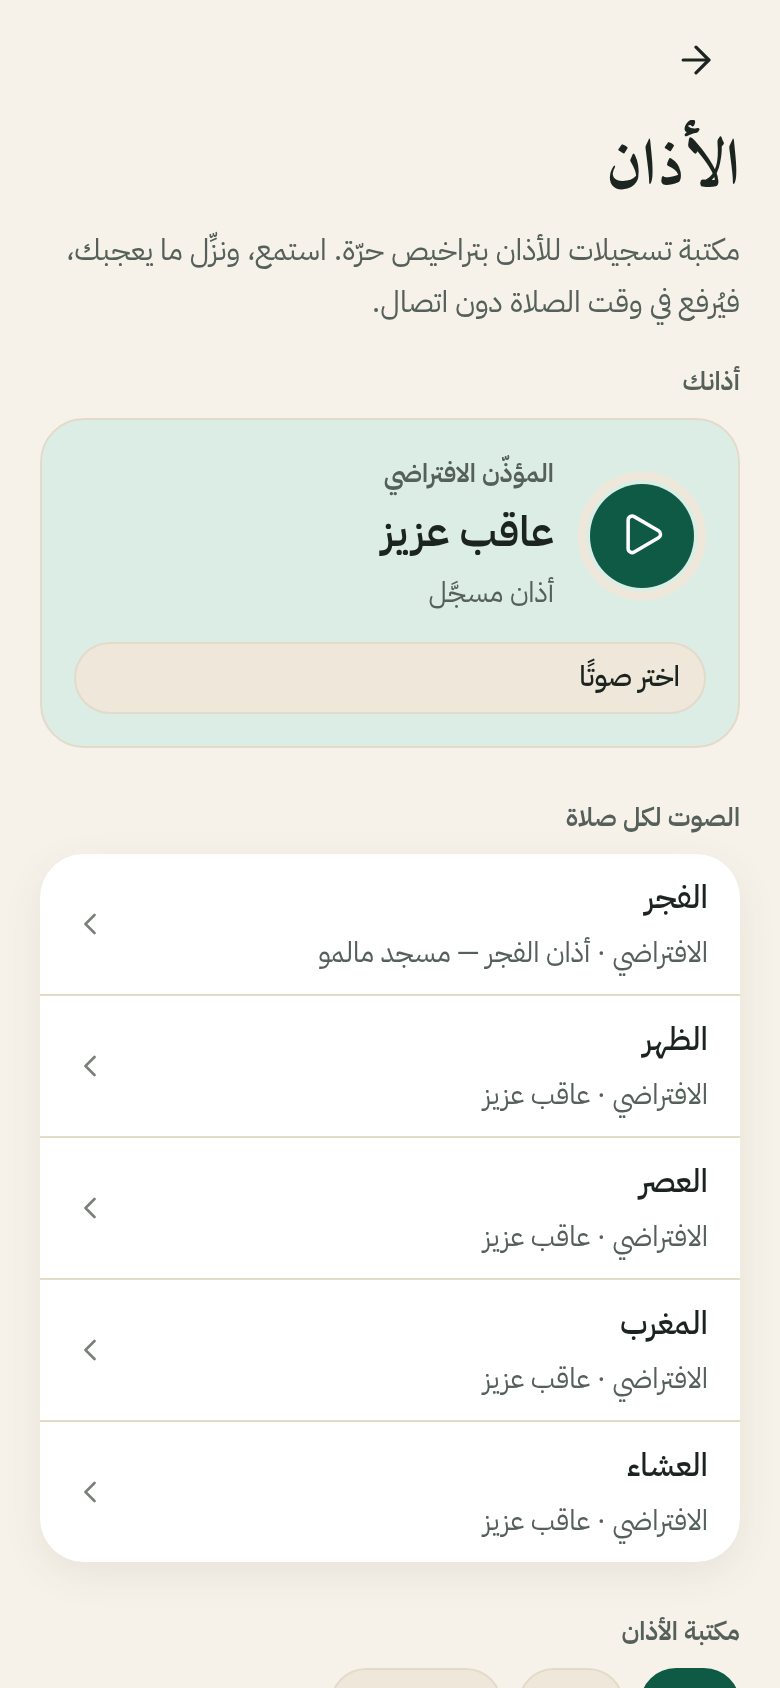 الأذان
مكتبة تسجيلات للأذان بتراخيص حرّة. استمع، ونزِّل ما يعجبك،
فيُرفع في وقت الصلاة دون اتصال.
أذانك
المؤذّن الافتراضي
عاقب عزيز
أذان مسجَّل
اختر صوتًا
الصوت لكل صلاة
الفجر
الافتراضي · أذان الفجر — مسجد مالمو
الظهر
الافتراضي · عاقب عزيز
العصر
الافتراضي · عاقب عزيز
المغرب
الافتراضي · عاقب عزيز
العشاء
الافتراضي · عاقب عزيز
مكتبة الأذان